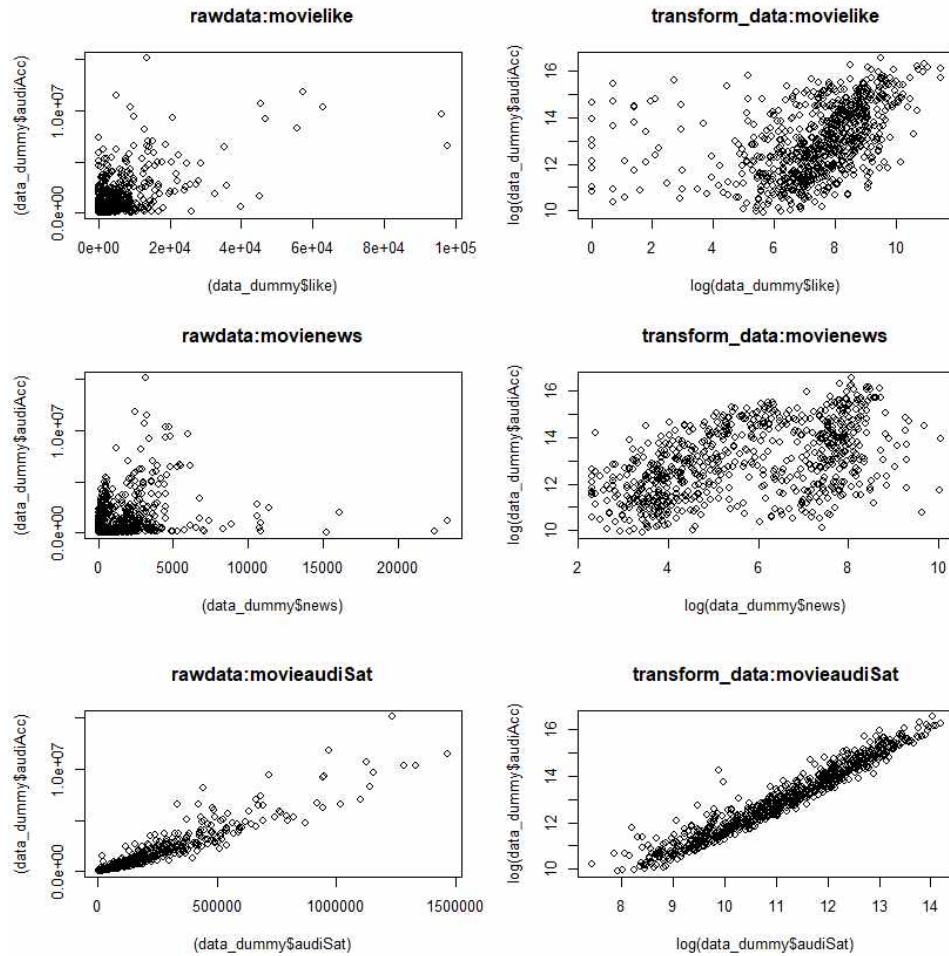 rawdata:movielike
(data_dummy$audiAcc)
0.0e+00 1.0e+07
0e+00 2e+04 4e+04 6e+04 8e+04 1e+05
(data_dummy$like)
transform_data:movielike
log(data_dummy$audiAcc)
10 12 14 16
0 2 4 6 8 10
log(data_dummy$like)
rawdata:movienews
(data_dummy$audiAcc)
0.0e+00 1.0e+07
0 5000 10000 15000 20000
(data_dummy$news)
transform_data:movienews
log(data_dummy$audiAcc)
10 12 14 16
2 4 6 8 10
log(data_dummy$news)
rawdata:movieaudiSat
(data_dummy$audiAcc)
0.0e+00 1.0e+07
0 500000 1000000 1500000
(data_dummy$audiSat)
transform_data:movieaudiSat
log(data_dummy$audiAcc)
10 12 14 16
8 9 10 11 12 13 14
log(data_dummy$audiSat)